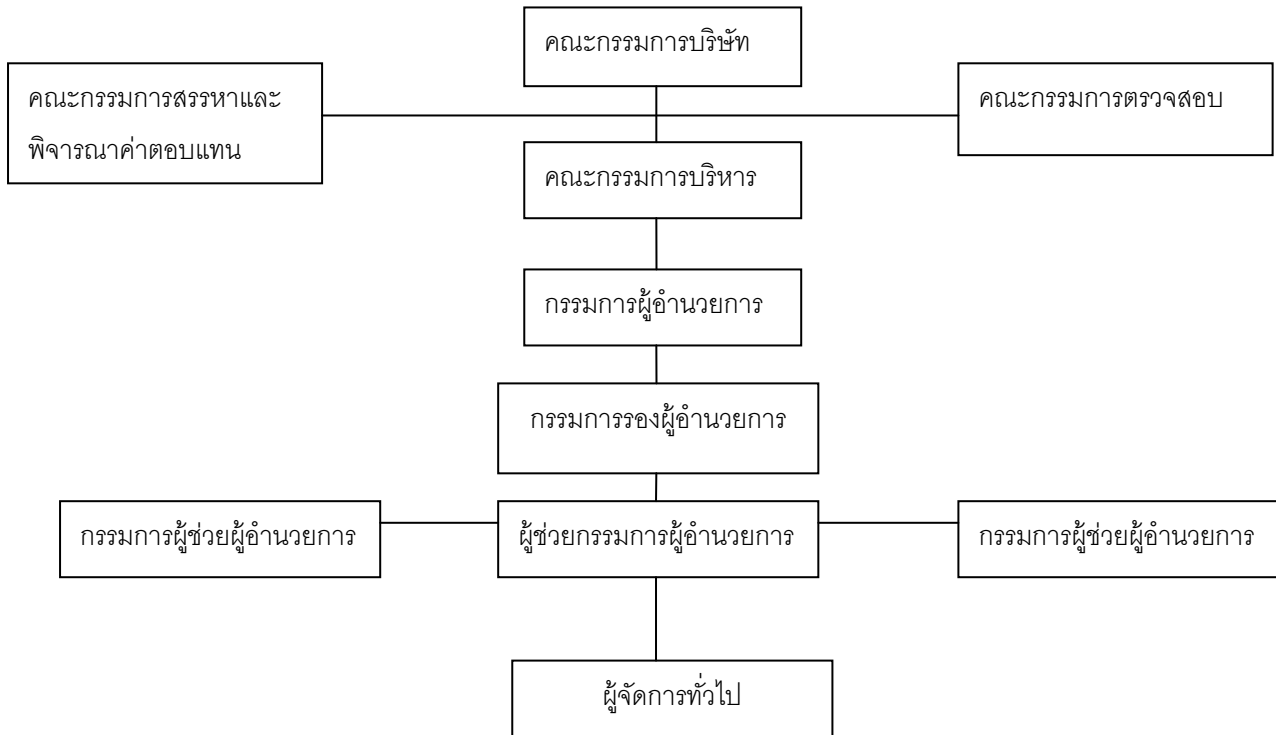 คณะกรรมการบริษัท
คณะกรรมการสรรหาและ
พิจารณาค่าตอบแทน
คณะกรรมการตรวจสอบ
คณะกรรมการบริหาร
กรรมการผู้อำนวยการ
กรรมการรองผู้อำนวยการ
กรรมการผู้ช่วยผู้อำนวยการ
ผู้ช่วยกรรมการผู้อำนวยการ
กรรมการผู้ช่วยผู้อำนวยการ
ผู้จัดการทั่วไป